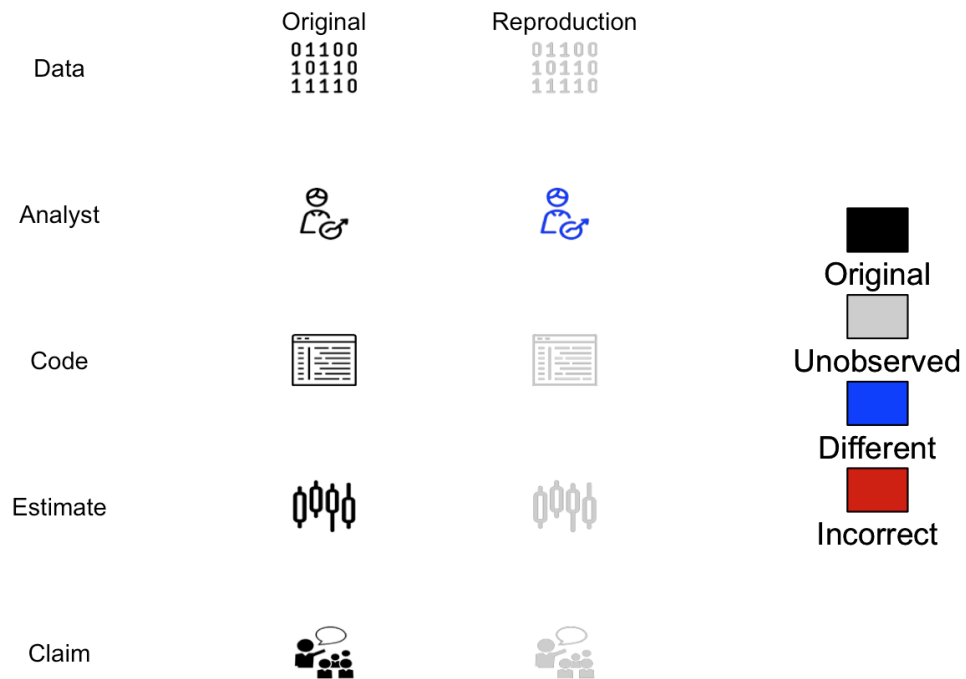 Original Reproduction
Data
01100 01100
10110 10110
11110 11110
Analyst
Original
Code
Unobserved
Different
Estimate
Incorrect
Claim